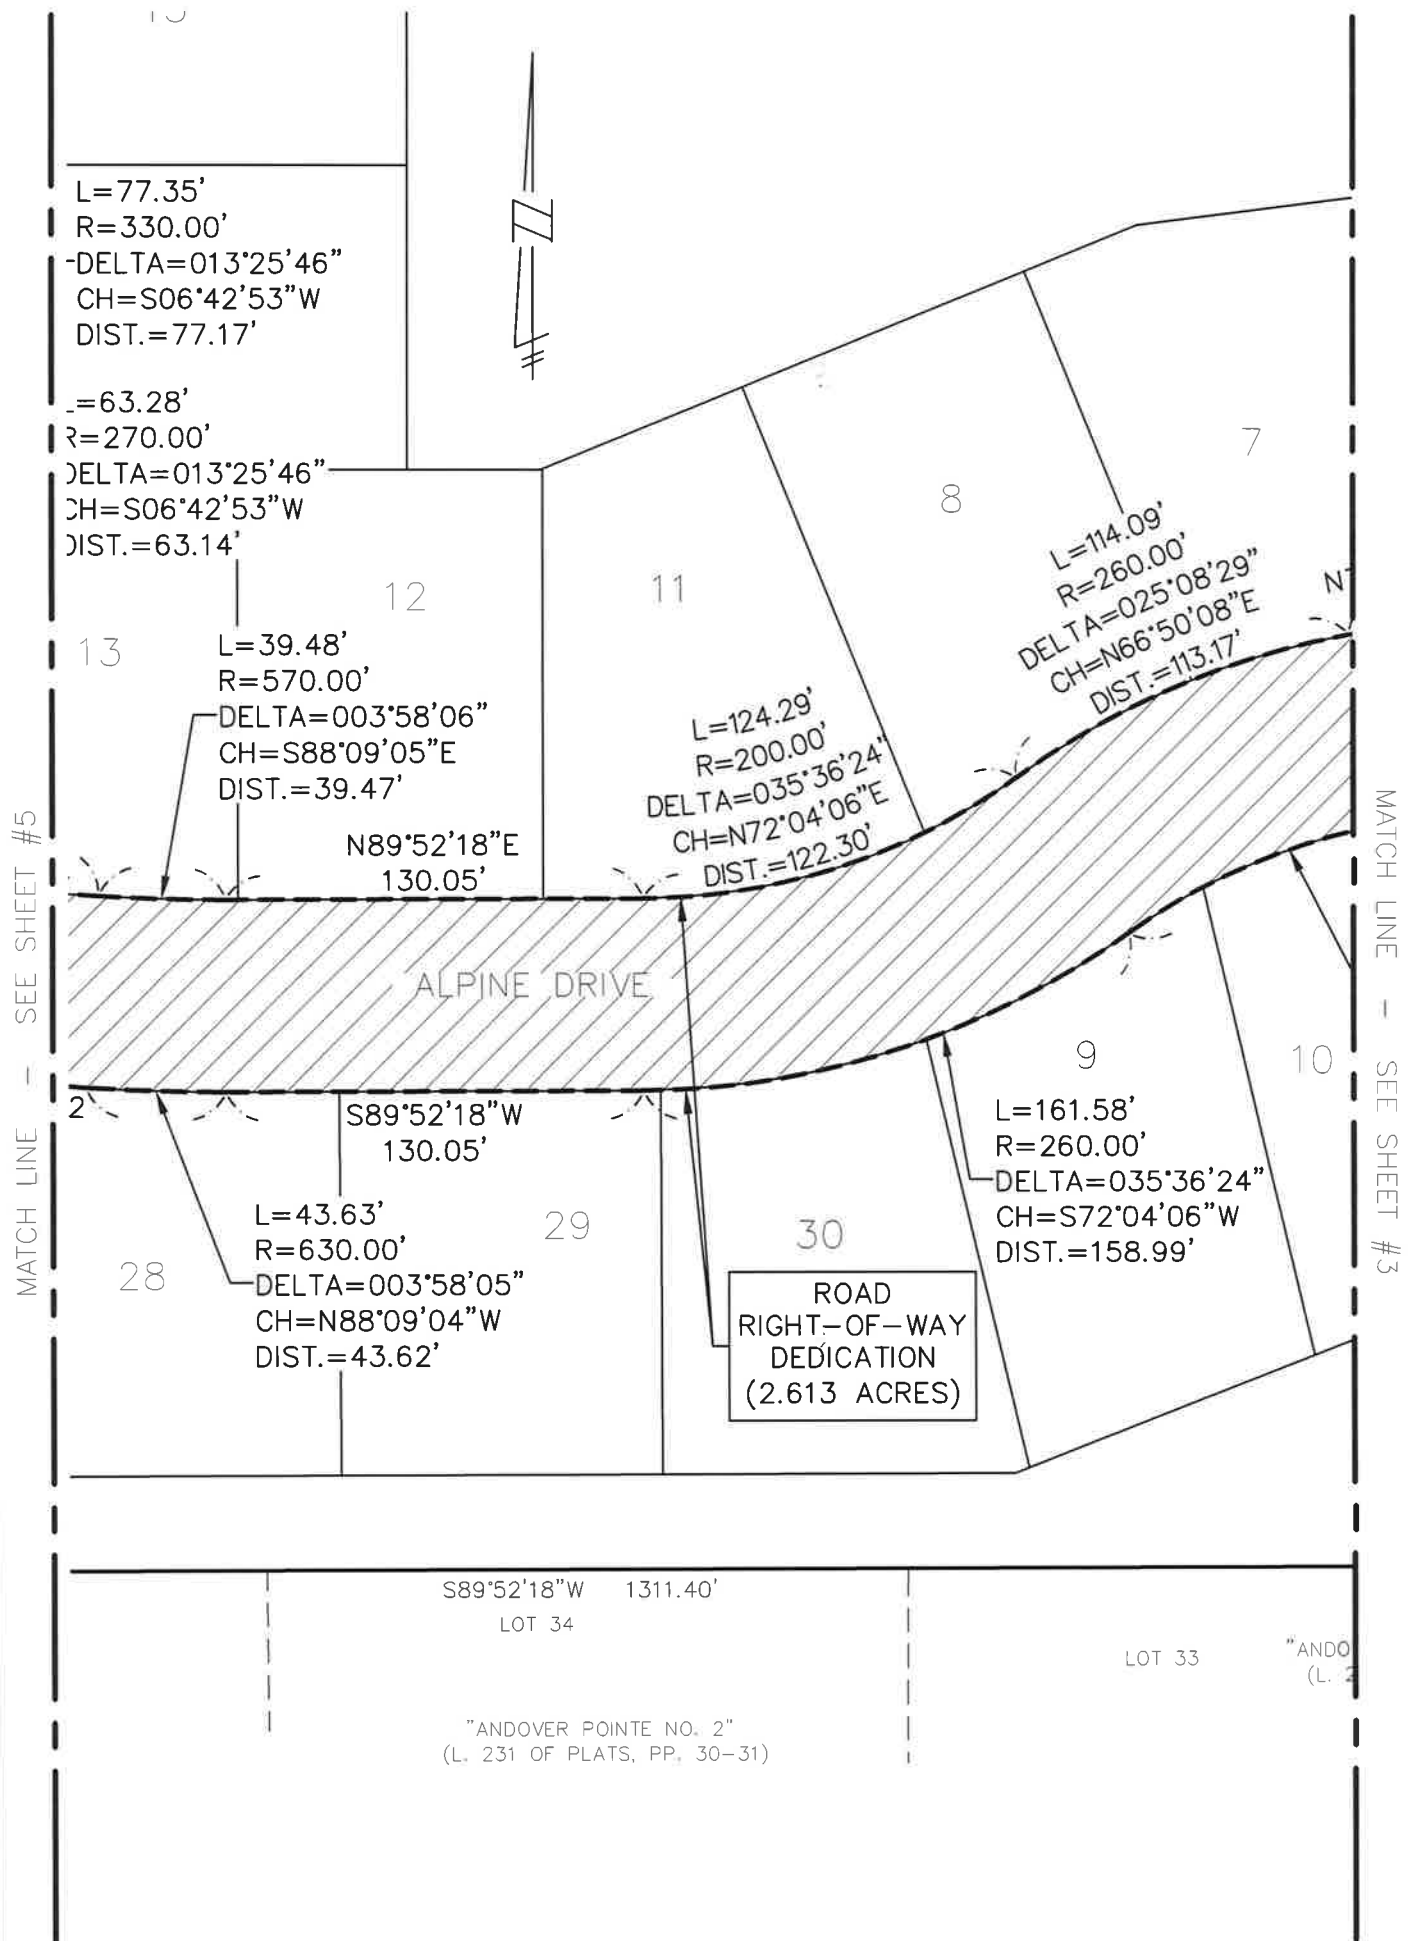 L=77.35'
R=330.00'
DELTA=013°25'46"
CH=S06°42'53"W
DIST.=77.17'
=63.28'
R=270.00'
DELTA=013°25'46"
CH=S06°42'53"W
DIST.=63.14'
7
8
11
12
13
L=114.09'
R=260.00'
DELTA=025°08'29"
CH=N66°50'08"E
DIST.=113.17'
N
L=39.48'
R=570.00'
DELTA=003°58'06"
CH=S88°09'05"E
DIST.=39.47'
L=124.29'
R=200.00'
DELTA=035°36'24"
CH=N72°04'06"E
DIST.=122.30'
N89°52'18"E
130.05'
MATCH LINE - SEE SHEET #5
MATCH LINE - SEE SHEET #3
ALPINE DRIVE
2
S89°52'18"W
130.05'
9
10
L=161.58'
R=260.00'
DELTA=035°36'24"
CH=S72°04'06"W
DIST.=158.99'
L=43.63'
R=630.00'
DELTA=003°58'05"
CH=N88°09'04"W
DIST.=43.62'
28
29
30
ROAD
RIGHT-OF-WAY
DEDICATION
(2.613 ACRES)
S89°52'18"W 1311.40'
LOT 34
LOT 33
"ANDO
(L. 2
"ANDOVER POINTE NO. 2"
(L. 231 OF PLATS, PP. 30-31)